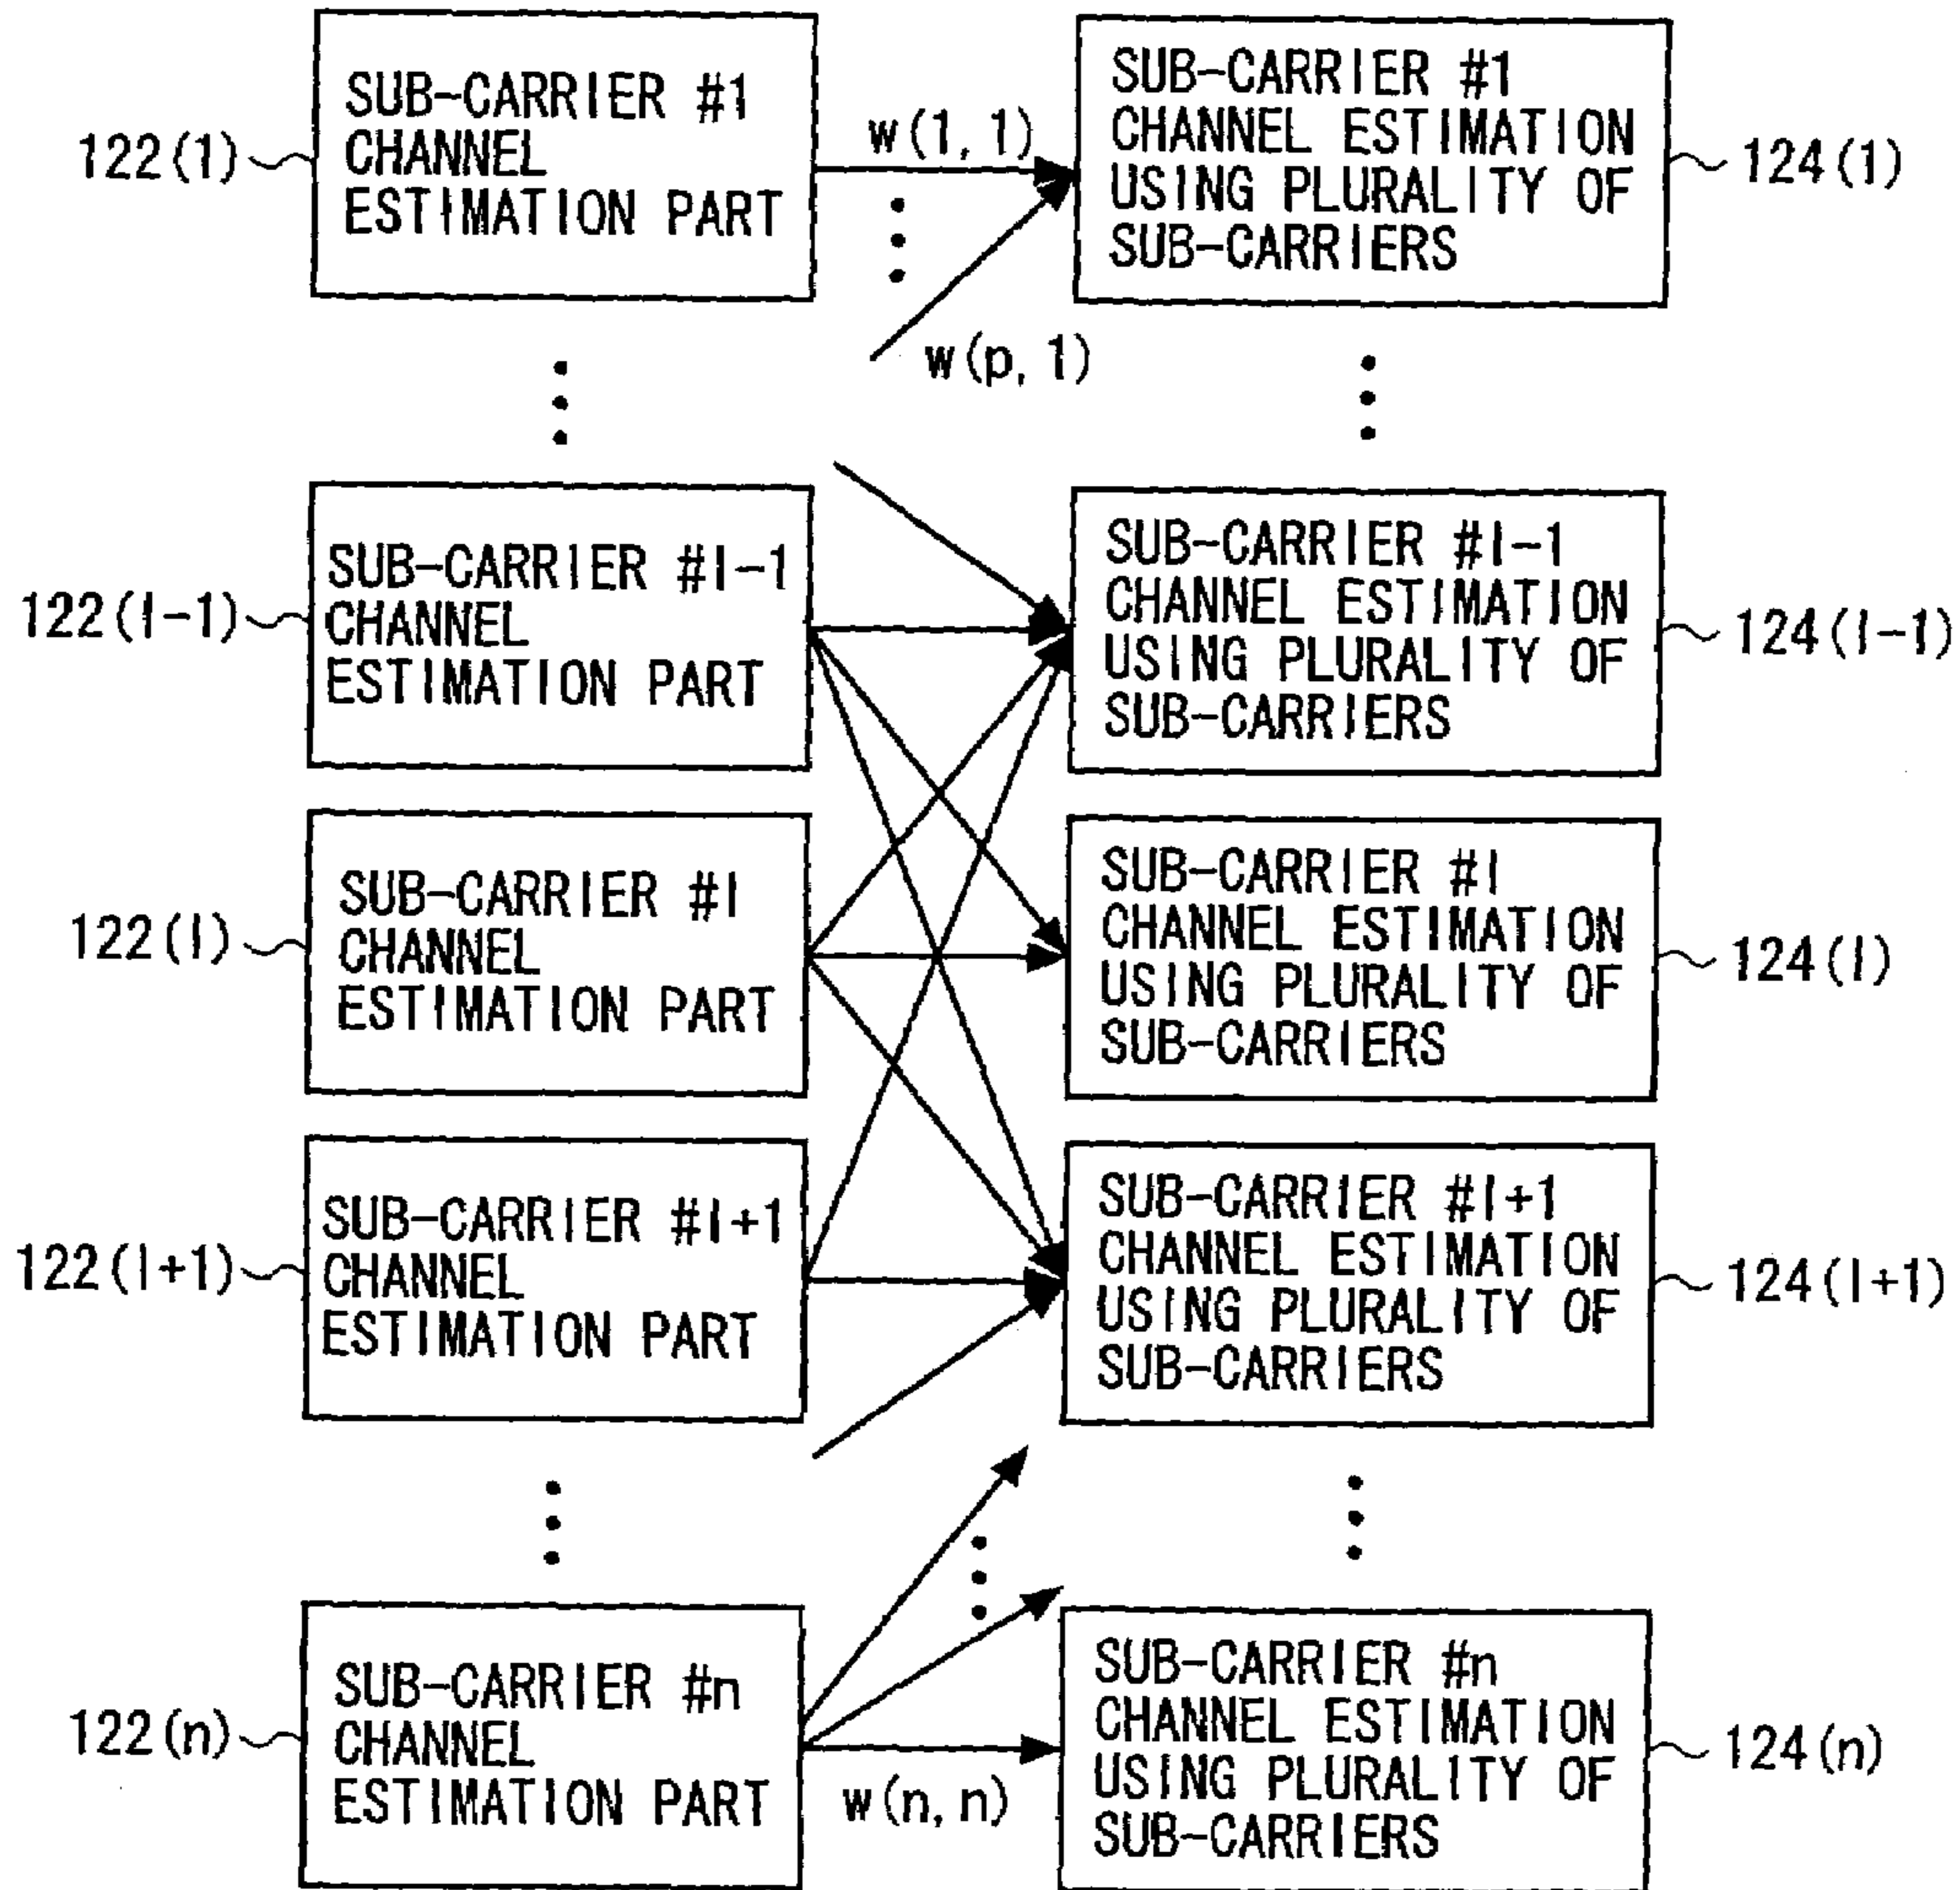 SUB-CARRIER #1
CHANNEL
ESTIMATION PART
122(1)
w(1, 1)
w(p, 1)
SUB-CARRIER #1
CHANNEL ESTIMATION
USING PLURALITY OF
SUB-CARRIERS
124(1)
SUB-CARRIER #l-1
CHANNEL
ESTIMATION PART
122(l-1)
SUB-CARRIER #l-1
CHANNEL ESTIMATION
USING PLURALITY OF
SUB-CARRIERS
124(l-1)
SUB-CARRIER #l
CHANNEL
ESTIMATION PART
122(l)
SUB-CARRIER #l
CHANNEL ESTIMATION
USING PLURALITY OF
SUB-CARRIERS
124(l)
SUB-CARRIER #l+1
CHANNEL
ESTIMATION PART
122(l+1)
SUB-CARRIER #l+1
CHANNEL ESTIMATION
USING PLURALITY OF
SUB-CARRIERS
124(l+1)
SUB-CARRIER #n
CHANNEL
ESTIMATION PART
122(n)
w(n, n)
SUB-CARRIER #n
CHANNEL ESTIMATION
USING PLURALITY OF
SUB-CARRIERS
124(n)